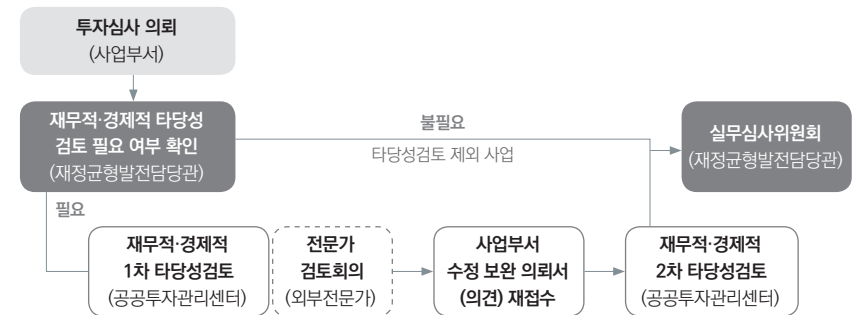 투자심사 의뢰
(사업부서)
재무적·경제적 타당성
검토 필요 여부 확인
(재정균형발전담당관)
불필요
타당성검토 제외 사업
실무심사위원회
(재정균형발전담당관)
필요
재무적·경제적
1차 타당성검토
(공공투자관리센터)
전문가
검토회의
(외부전문가)
사업부서
수정 보완 의뢰서
(의견) 재접수
재무적·경제적
2차 타당성검토
(공공투자관리센터)